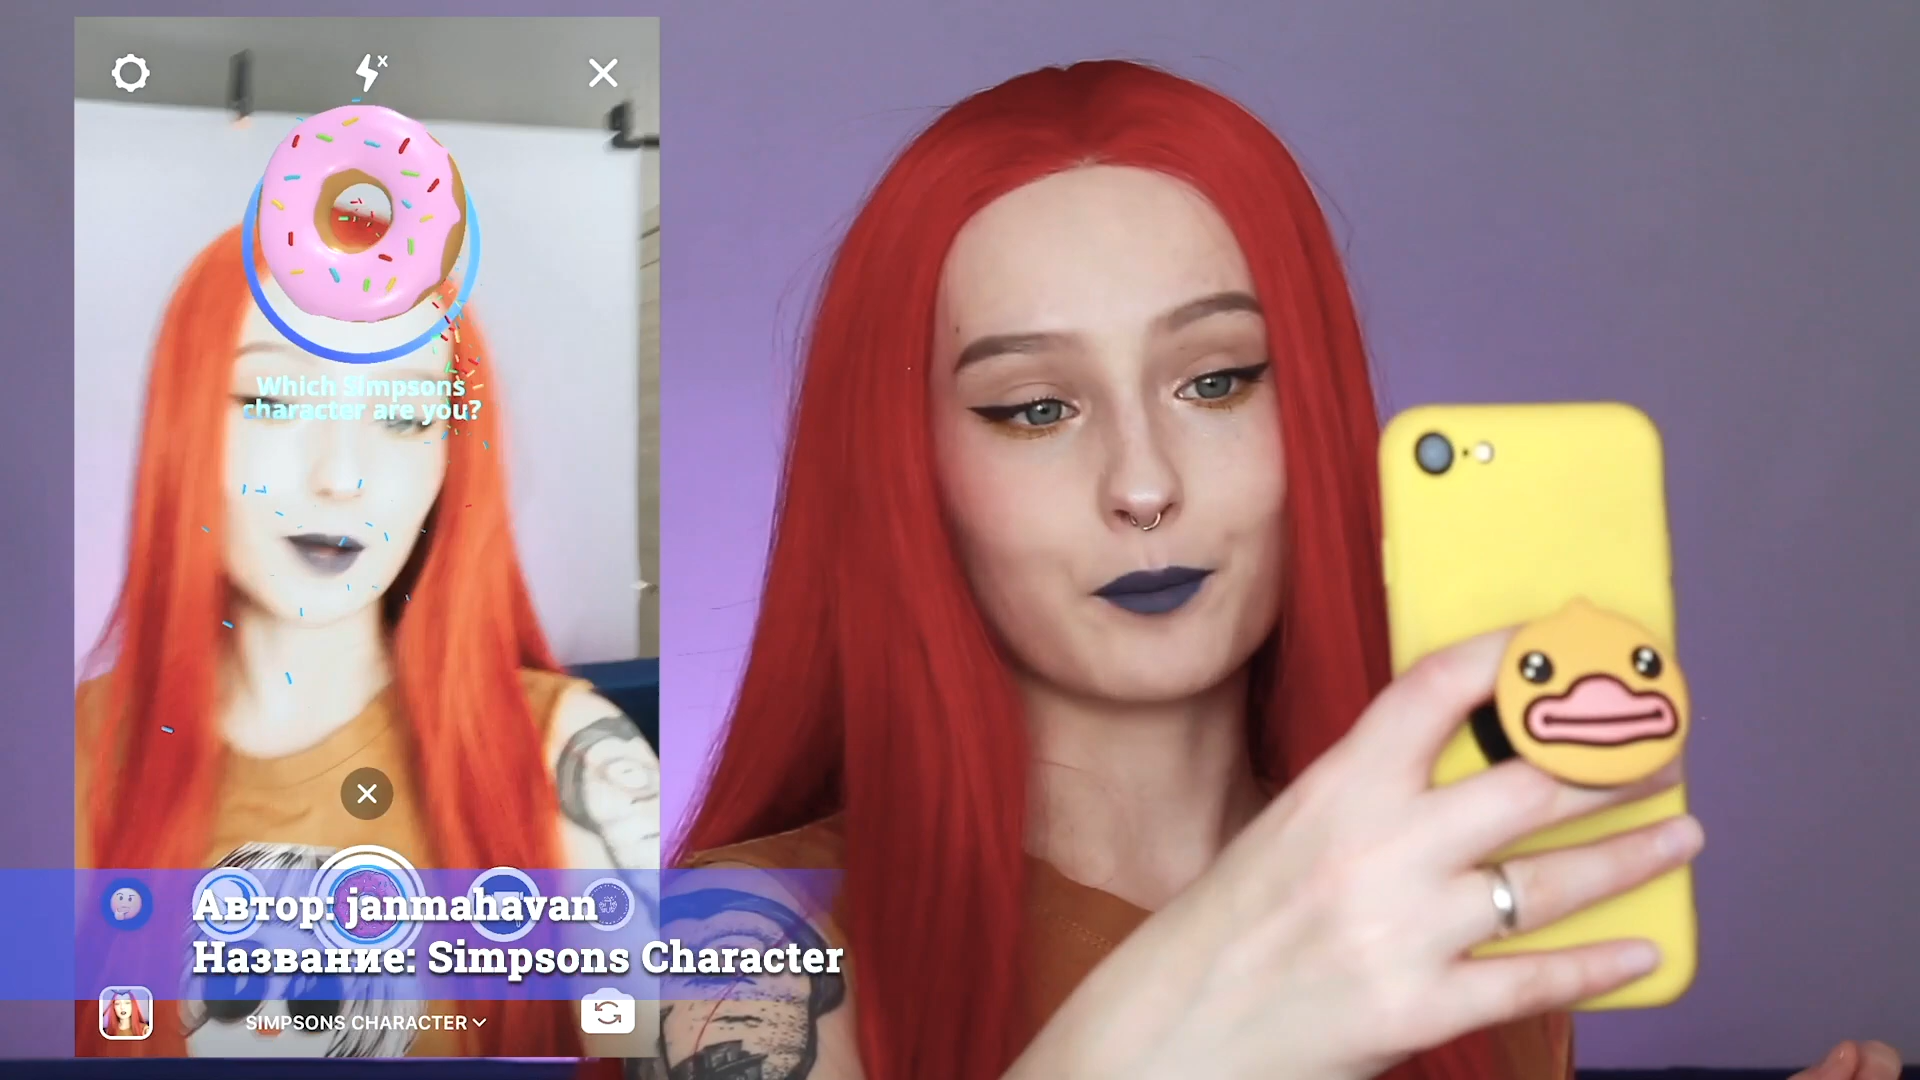 Which Simpsons
character are you?
Автор: janmahavan
Название: Simpsons Character
SIMPSONS CHARACTER